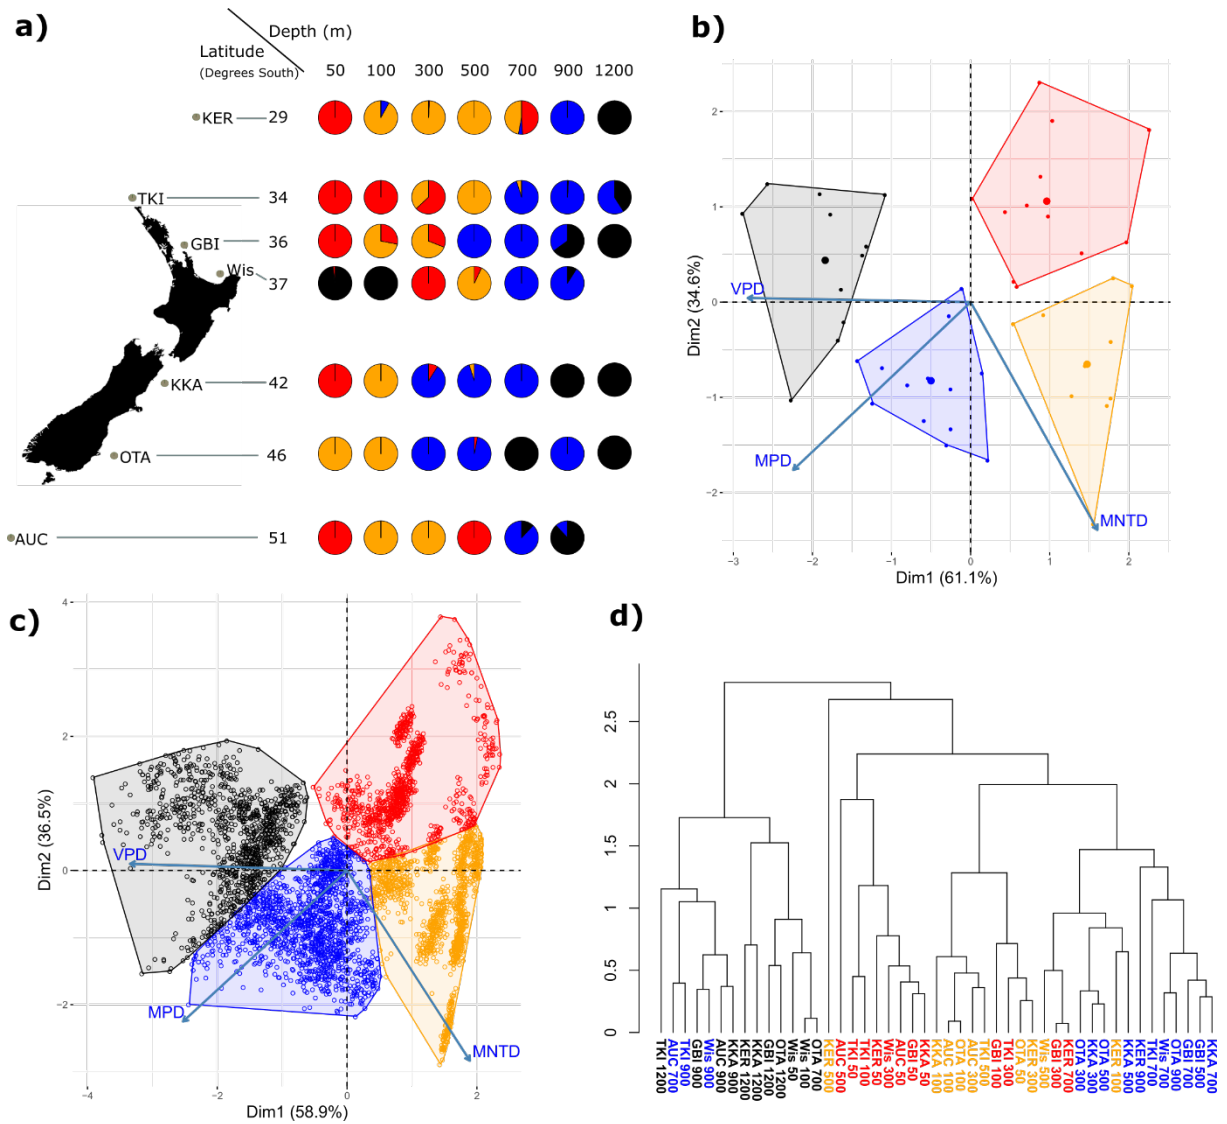 a)
Depth (m)
Latitude
(Degrees South)
50 100 300 500 700 900 1200
KER 29
TKI 34
GBI 36
Wis 37
KKA 42
OTA 46
AUC 51
b)
Dim2 (34.6%)
2
1
0
−1
−2
VPD
MPD
MNTD
−3 −2 −1 0 1 2
Dim1 (61.1%)
c)
Dim2 (36.5%)
4
2
0
−2
VPD
MPD
MNTD
−4 −2 0 2
Dim1 (58.9%)
d)
2.5
2
1.5
1
0.5
0
TKI 1200
AUC 700
TKI 900
GBI 900
Wis 900
AUC 900
KKA 900
KER 1200
KKA 1200
GBI 1200
OTA 1200
Wis 50
Wis 100
OTA 700
KER 500
AUC 500
TKI 50
TKI 100
KER 50
Wis 300
AUC 50
GBI 50
KKA 50
KKA 100
AUC 100
OTA 100
AUC 300
TKI 500
GBI 100
TKI 300
OTA 50
KER 300
Wis 500
GBI 300
KER 700
OTA 300
KKA 300
OTA 500
KER 100
KKA 500
KER 900
TKI 700
Wis 700
OTA 900
GBI 700
GBI 500
KKA 700